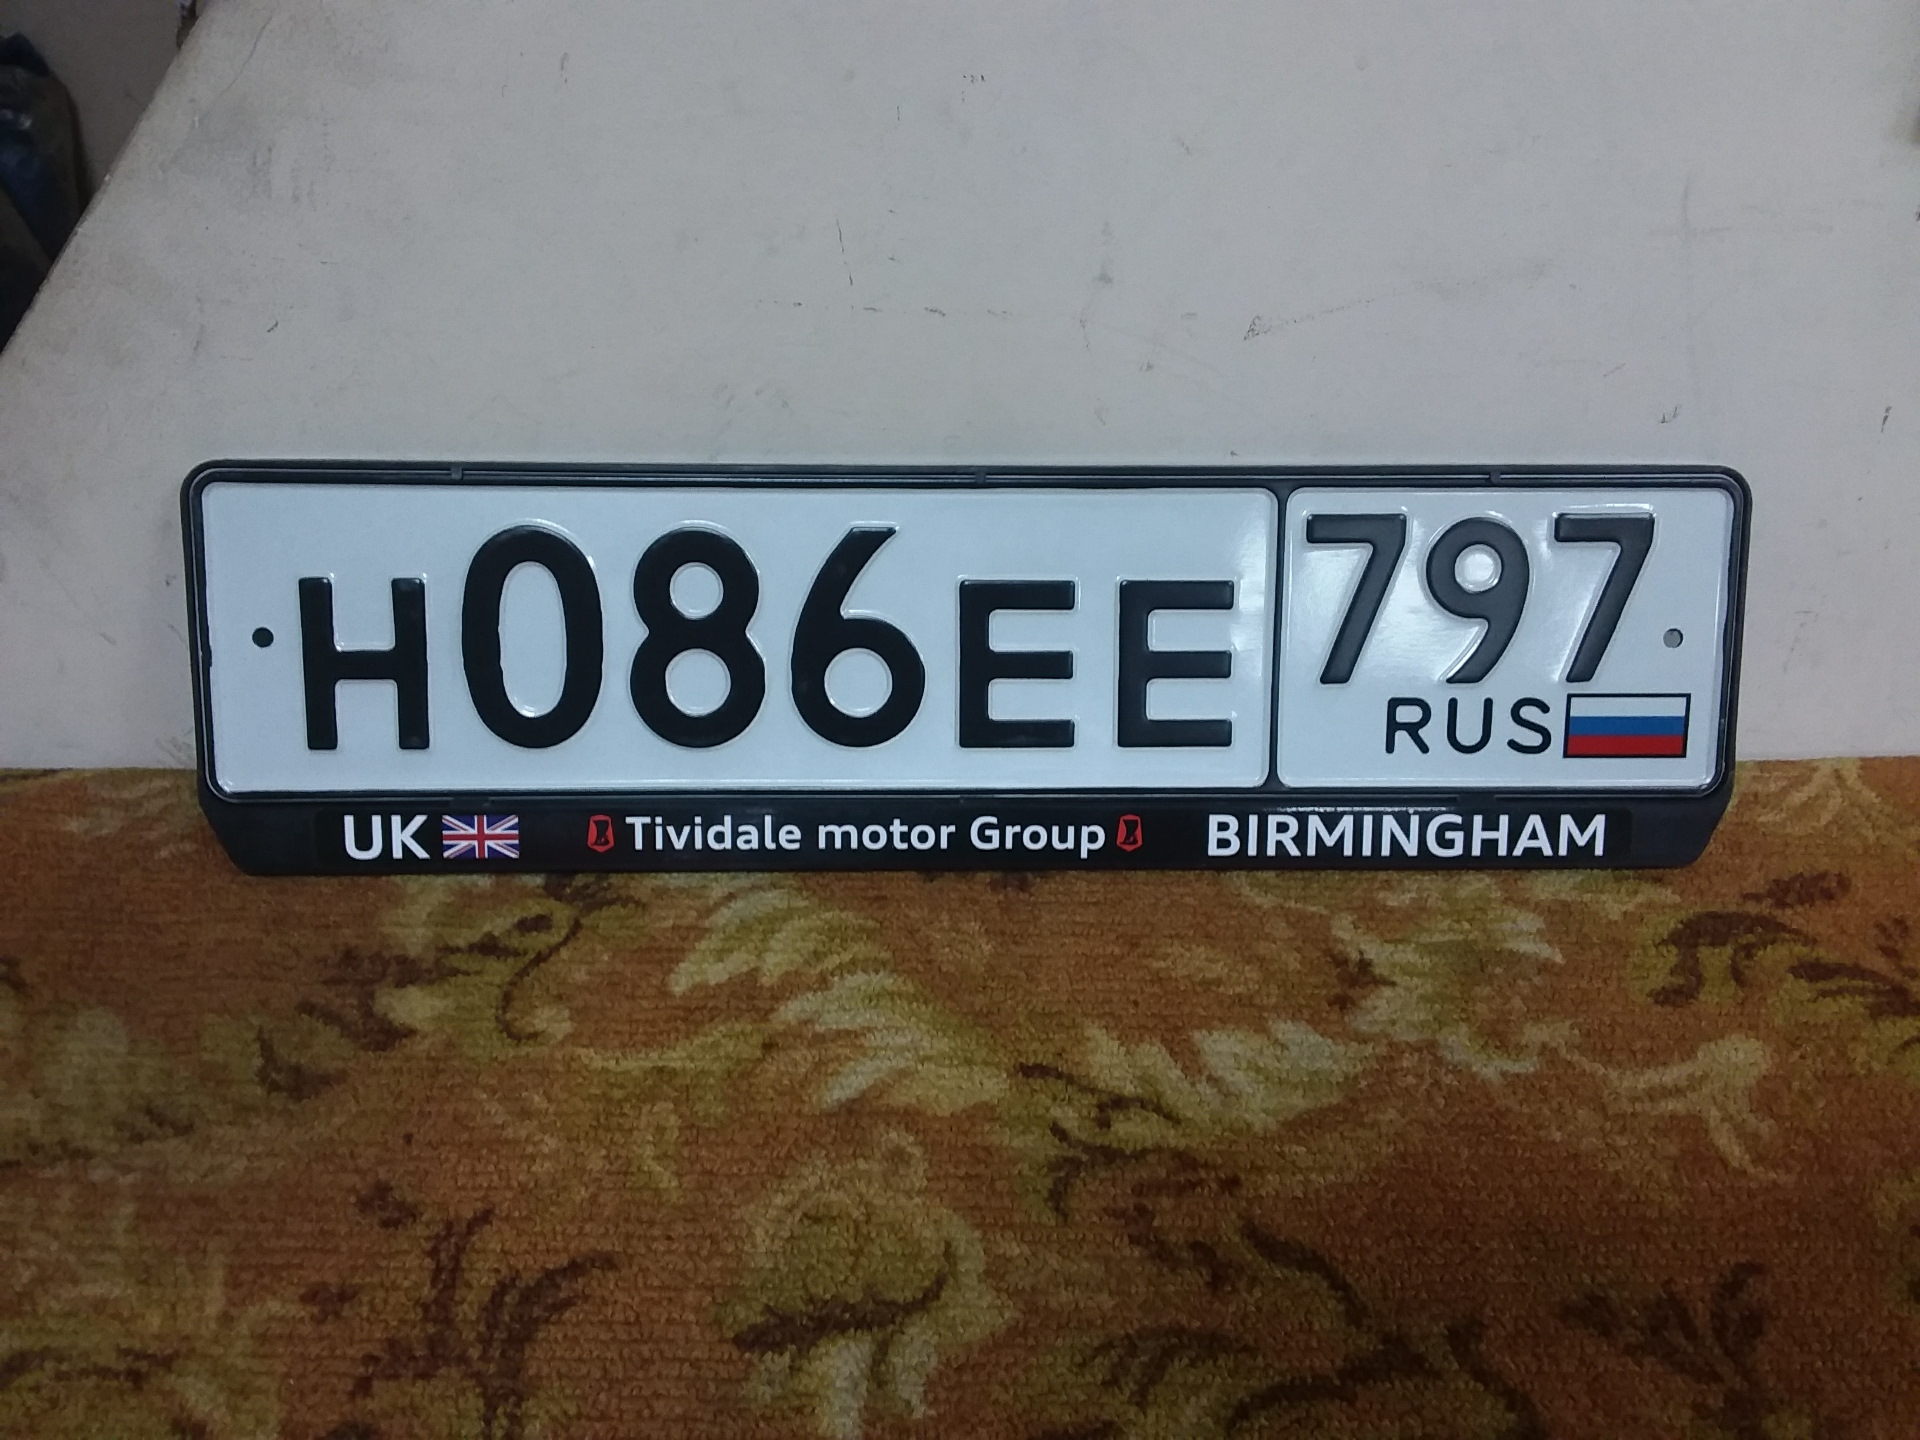 Н086ЕЕ 797
RUS
UK Tividale motor Group BIRMINGHAM